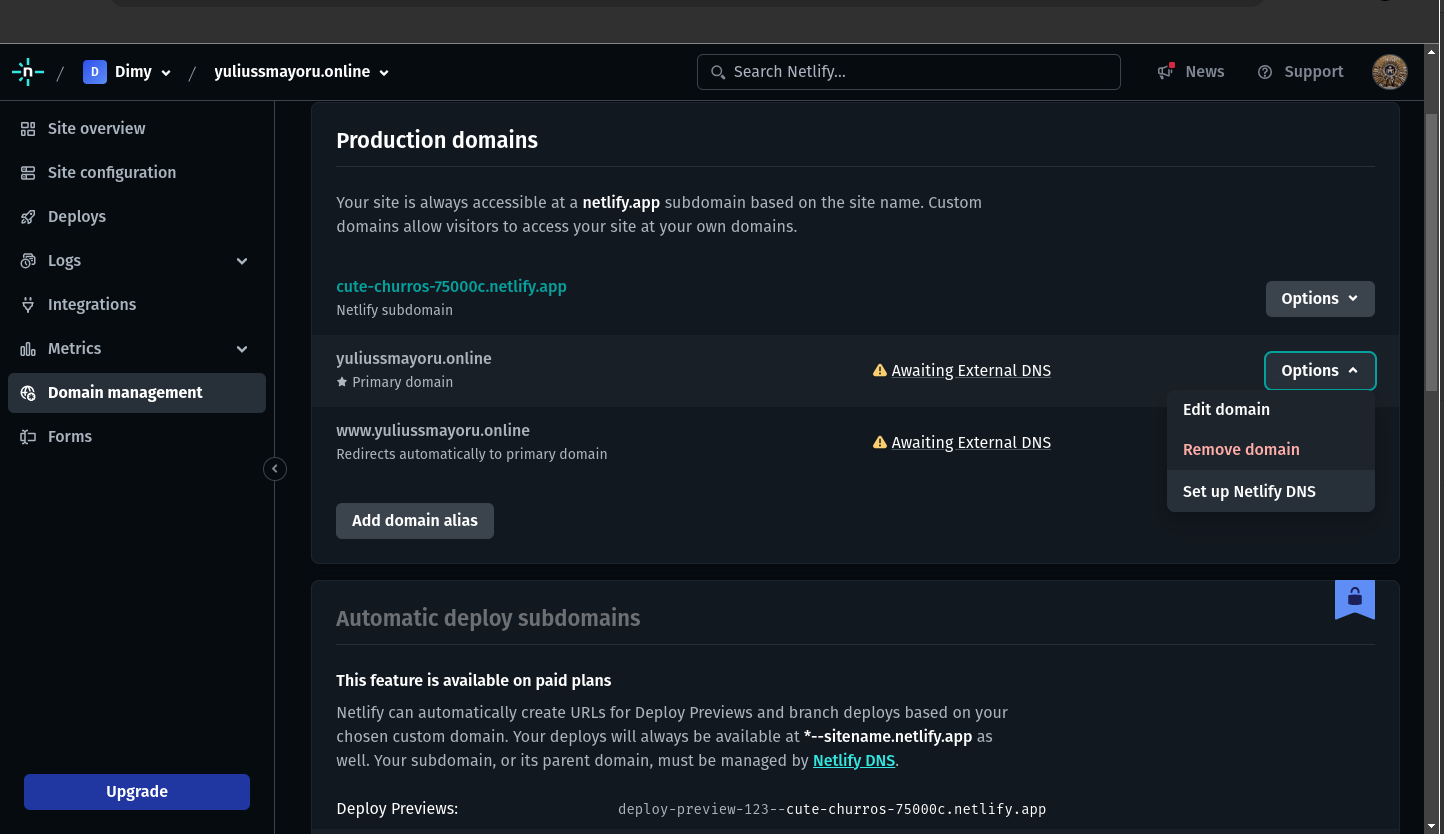 / D Dimy / yuliussmayoru.online
Search Netlify...
News
Support
Site overview
Site configuration
Deploys
Logs
Integrations
Metrics
Domain management
Forms
Upgrade
Production domains
Your site is always accessible at a netlify.app subdomain based on the site name. Custom
domains allow visitors to access your site at your own domains.
cute-churros-75000c.netlify.app
Netlify subdomain
Options
yuliussmayoru.online
Primary domain
Awaiting External DNS
Options
Edit domain
Remove domain
Set up Netlify DNS
www.yuliussmayoru.online
Redirects automatically to primary domain
Awaiting External DNS
Add domain alias
Automatic deploy subdomains
This feature is available on paid plans
Netlify can automatically create URLs for Deploy Previews and branch deploys based on your
chosen custom domain. Your deploys will always be available at *--sitename.netlify.app as
well. Your subdomain, or its parent domain, must be managed by Netlify DNS.
Deploy Previews: deploy-preview-123--cute-churros-75000c.netlify.app